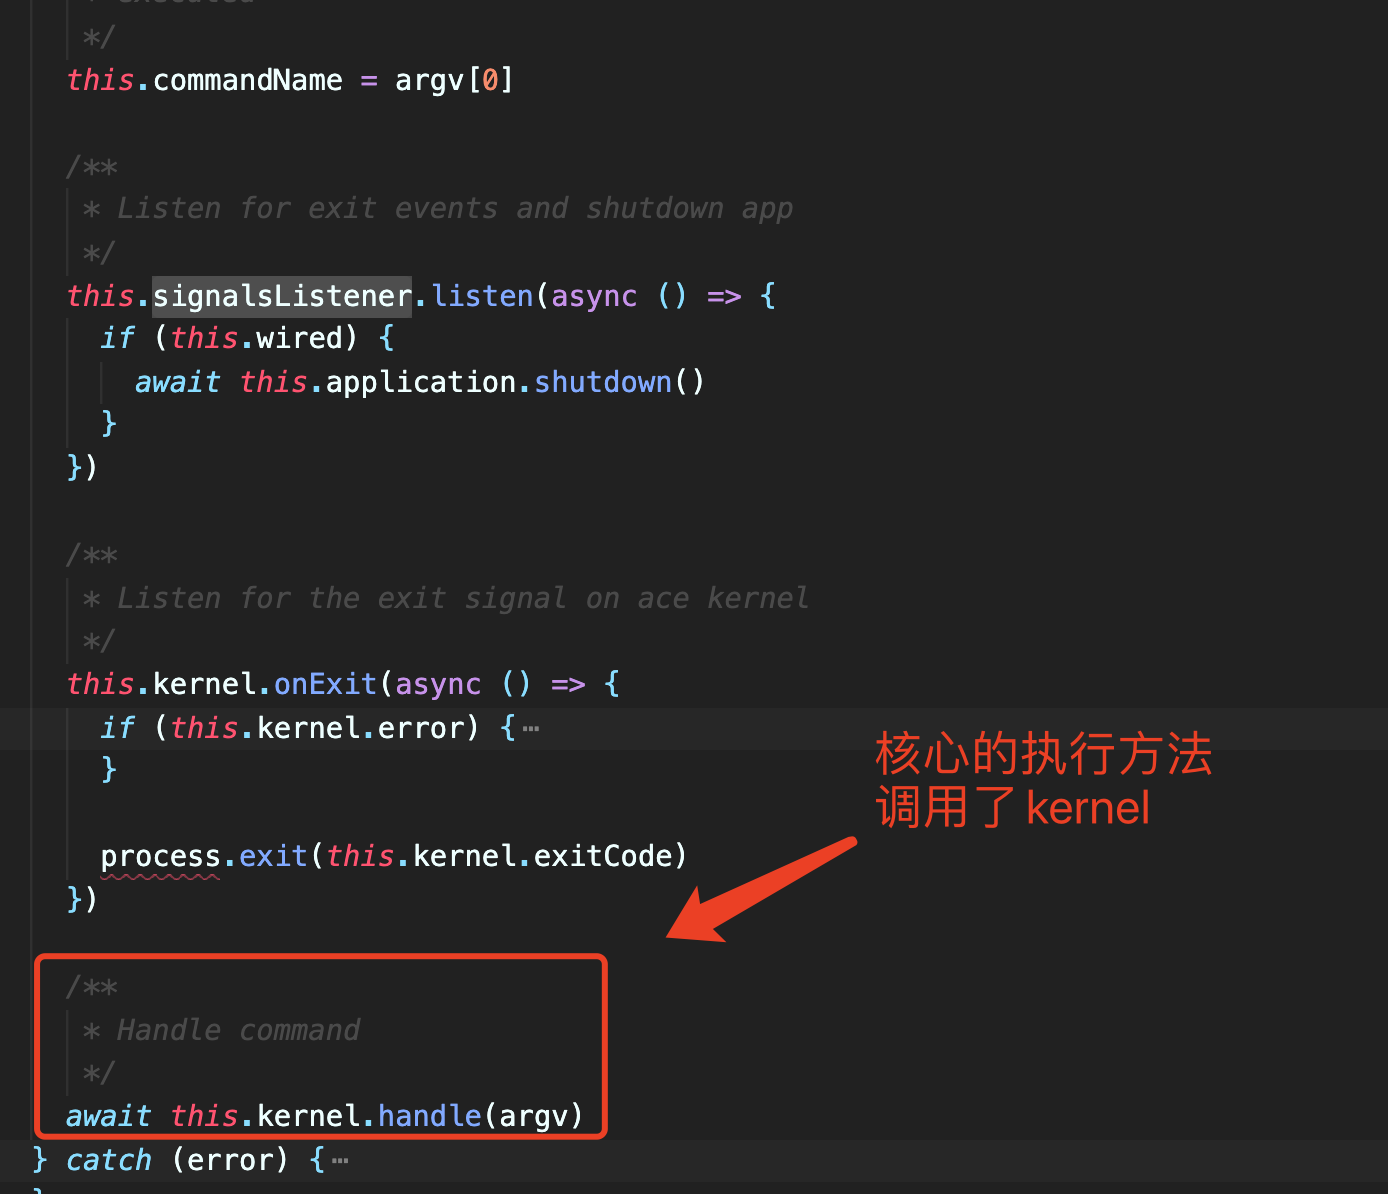 * executed
*/
this.commandName = argv[0]
/**
* Listen for exit events and shutdown app
*/
this.signalsListener.listen(async () => {
if (this.wired) {
await this.application.shutdown()
}
})
/**
* Listen for the exit signal on ace kernel
*/
this.kernel.onExit(async () => {
if (this.kernel.error) {⋯
}
核心的执行方法
调用了 kernel
process.exit(this.kernel.exitCode)
})
/**
* Handle command
*/
await this.kernel.handle(argv)
} catch (error) {⋯
}